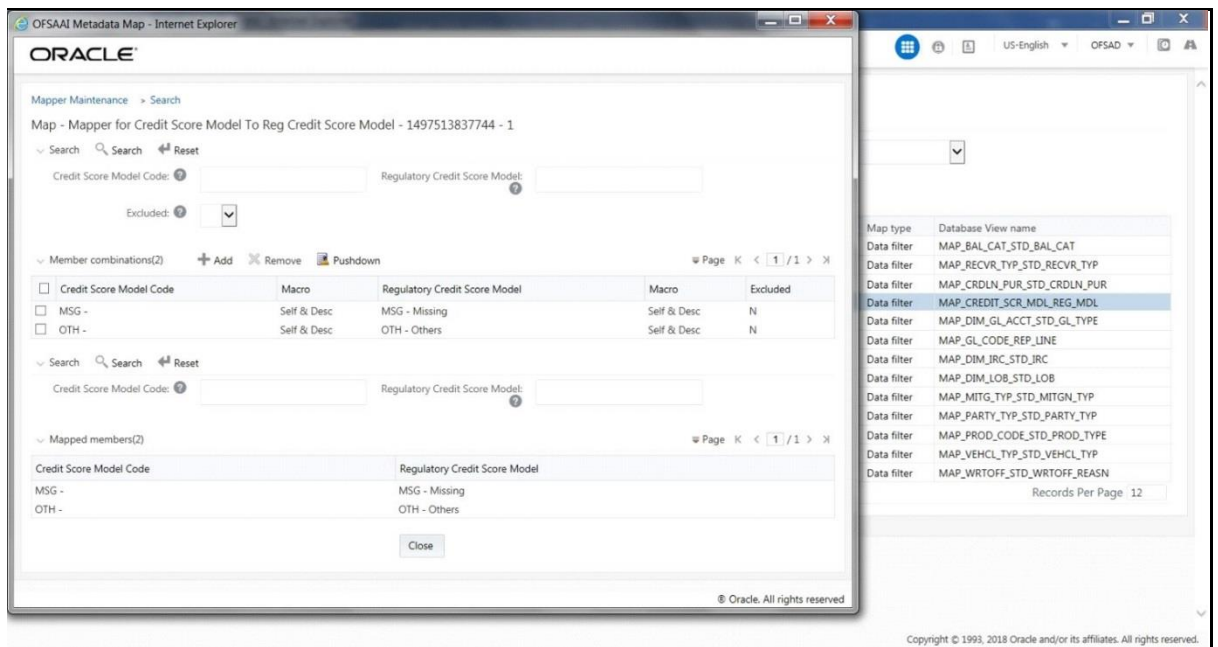 OFSAAI Metadata Map - Internet Explorer
ORACLE
Mapper Maintenance » Search
Map - Mapper for Credit Score Model To Reg Credit Score Model - 1497513837744 - 1
Search Search Reset
Credit Score Model Code: Regulatory Credit Score Model:
Excluded:
Member combinations(2) Add Remove Pushdown Page 1 / 1
Credit Score Model Code Macro Regulatory Credit Score Model Macro Excluded
MSG - Self & Desc MSG - Missing Self & Desc N
OTH - Self & Desc OTH - Others Self & Desc N
Search Search Reset
Credit Score Model Code: Regulatory Credit Score Model:
Mapped members(2) Page 1 / 1
Credit Score Model Code Regulatory Credit Score Model
MSG - MSG - Missing
OTH - OTH - Others
Close
® Oracle. All rights reserved
US-English OFSAD
Map type Database View name
Data filter MAP_BAL_CAT_STD_BAL_CAT
Data filter MAP_RECVR_TYP_STD_RECVR_TYP
Data filter MAP_CRDLN_PUR_STD_CRDLN_PUR
Data filter MAP_CREDIT_SCR_MDL_REG_MDL
Data filter MAP_DIM_GL_ACCT_STD_GL_TYPE
Data filter MAP_GL_CODE_REP_LINE
Data filter MAP_DIM_IRC_STD_IRC
Data filter MAP_DIM_LOB_STD_LOB
Data filter MAP_MITG_TYP_STD_MITGN_TYP
Data filter MAP_PARTY_TYP_STD_PARTY_TYP
Data filter MAP_PROD_CODE_STD_PROD_TYPE
Data filter MAP_VEHCL_TYP_STD_VEHCL_TYP
Data filter MAP_WRTOFF_STD_WRTOFF_REASN
Records Per Page 12
Copyright © 1993, 2018 Oracle and/or its affiliates. All rights reserved.